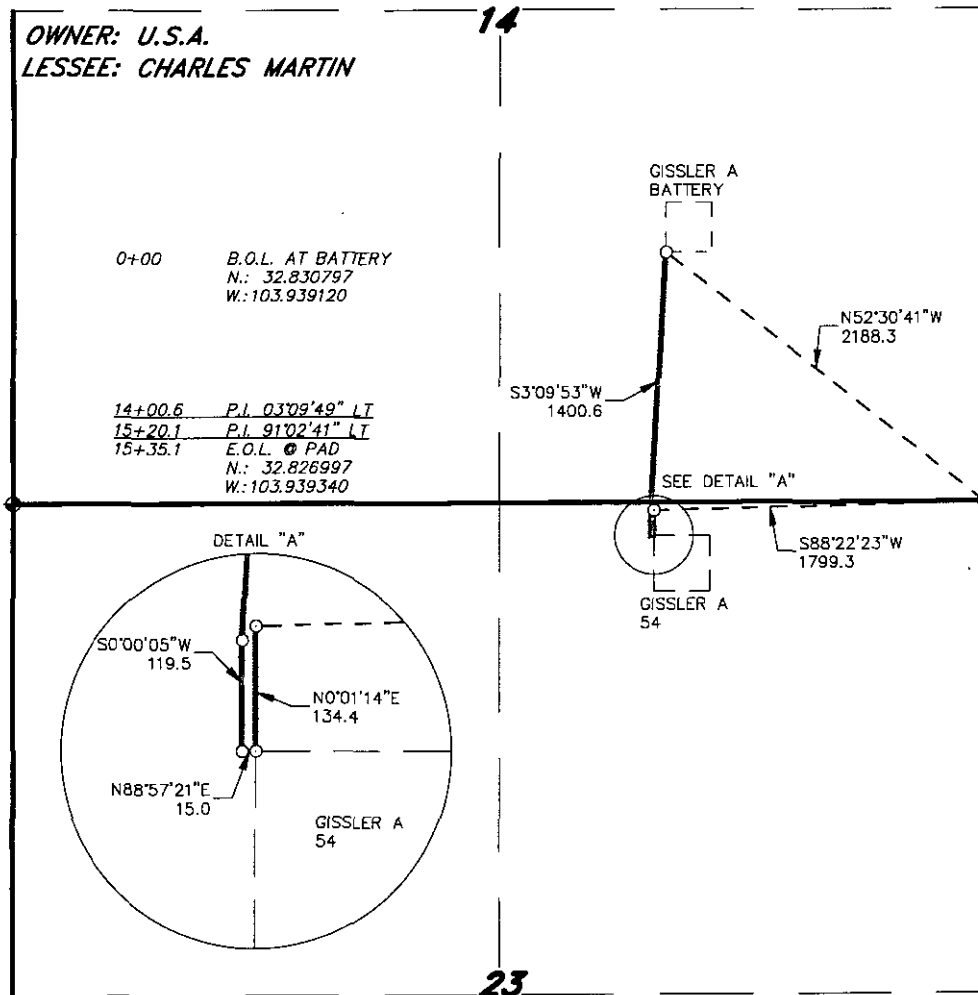 14
OWNER: U.S.A.
LESSEE: CHARLES MARTIN
GISSLER A
BATTERY
0+00 B.O.L. AT BATTERY
N.: 32.830797
W.: 103.939120
N52°30'41"W
2188.3
S3°09'53"W
1400.6
14+00.6 P.I. 03°09'49" LT
15+20.1 P.I. 91°02'41" LT
15+35.1 E.O.L. @ PAD
N.: 32.826997
W.: 103.939340
SEE DETAIL "A"
DETAIL "A"
S88°22'23"W
1799.3
GISSLER A
54
S0°00'05"W
119.5
N0°01'14"E
134.4
N88°57'21"E
15.0
GISSLER A
54
23